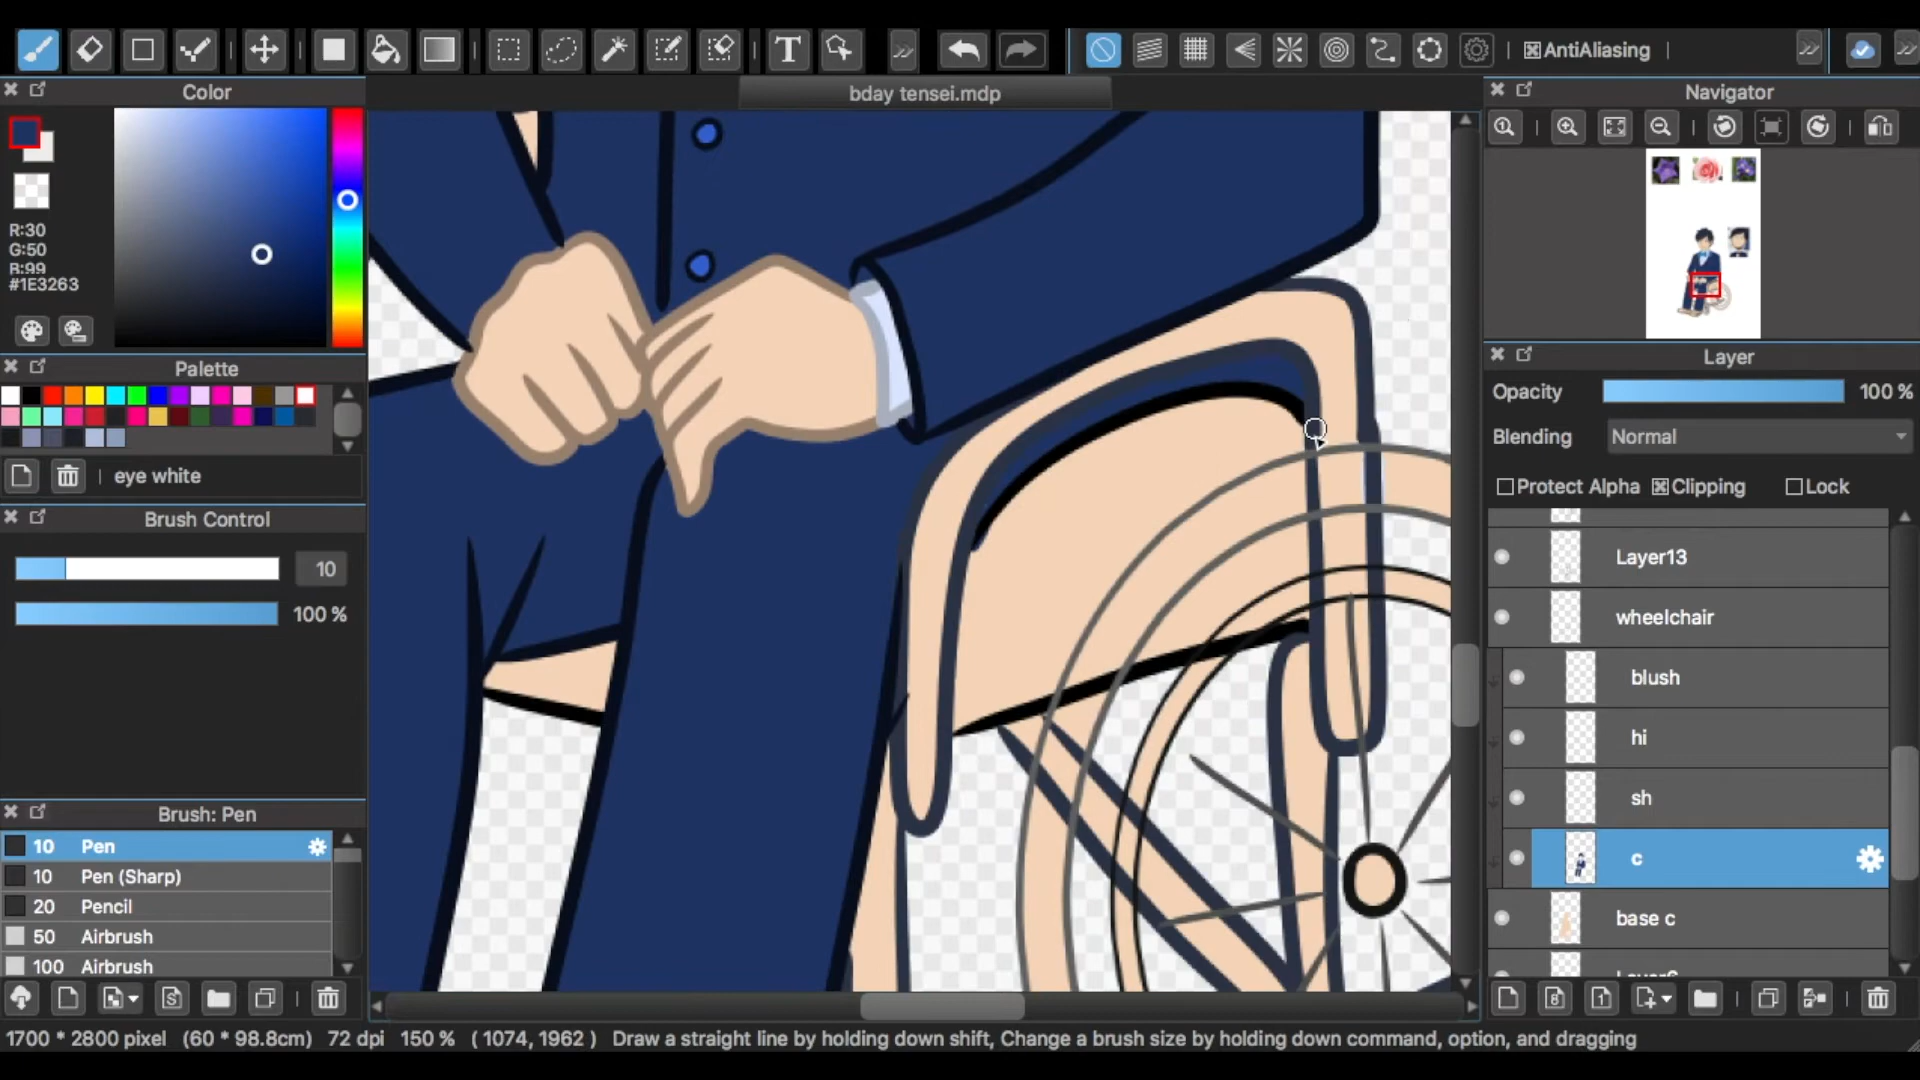 AntiAliasing
Color
bday tensei.mdp
Navigator
R:30
G:50
B:99
#1E3263
Palette
eye white
Brush Control
10
100 %
Brush: Pen
10 Pen
10 Pen (Sharp)
20 Pencil
50 Airbrush
100 Airbrush
Layer
Opacity 100 %
Blending Normal
Protect Alpha Clipping Lock
Layer13
wheelchair
blush
hi
sh
c
base c
1700 * 2800 pixel (60 * 98.8cm) 72 dpi 150 % ( 1074, 1962 ) Draw a straight line by holding down shift, Change a brush size by holding down command, option, and dragging